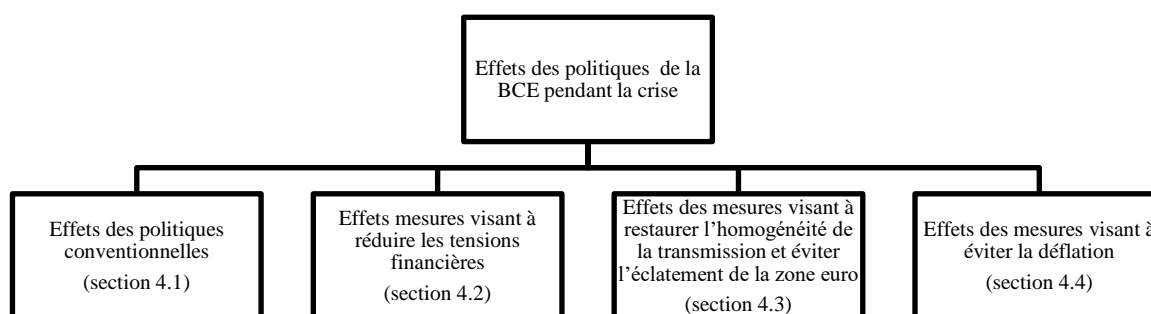 Effets des politiques de la
BCE pendant la crise
Effets des politiques
conventionnelles
(section 4.1)
Effets mesures visant à
réduire les tensions
financières
(section 4.2)
Effets des mesures visant à
restaurer l’homogénéité de
la transmission et éviter
l’éclatement de la zone euro
(section 4.3)
Effets des mesures visant à
éviter la déflation
(section 4.4)